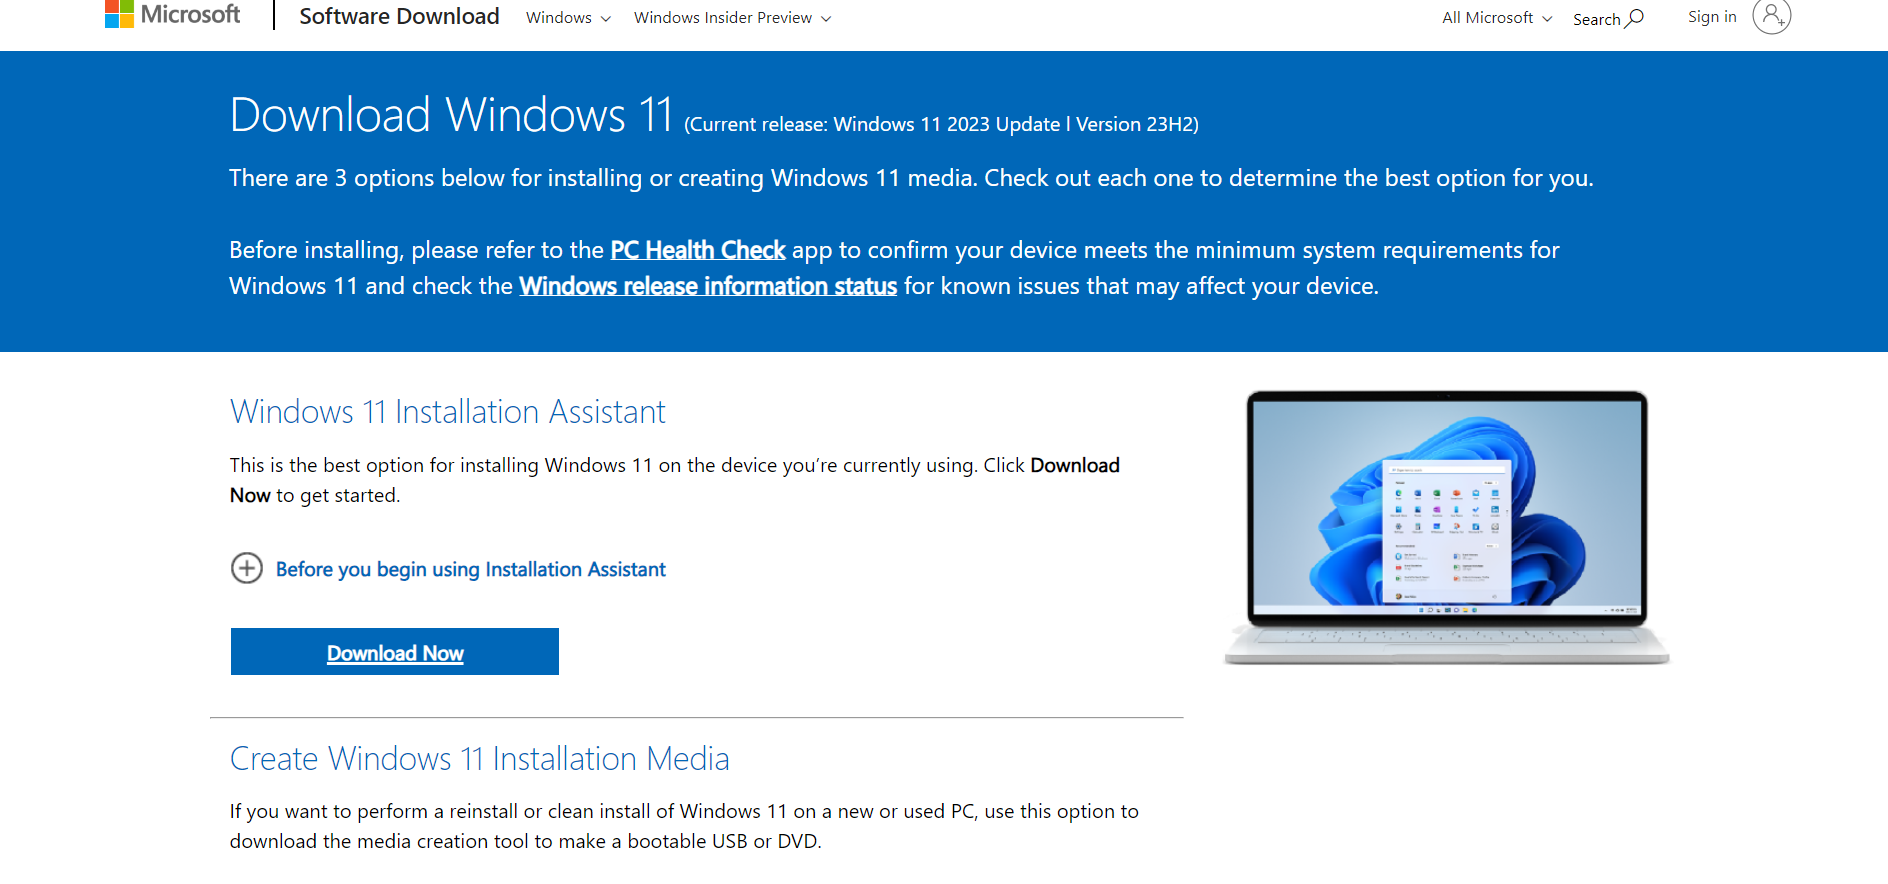 Microsoft
Software Download
Windows
Windows Insider Preview
All Microsoft
Search
Sign in
Download Windows 11 (Current release: Windows 11 2023 Update l Version 23H2)
There are 3 options below for installing or creating Windows 11 media. Check out each one to determine the best option for you.
Before installing, please refer to the PC Health Check app to confirm your device meets the minimum system requirements for
Windows 11 and check the Windows release information status for known issues that may affect your device.
Windows 11 Installation Assistant
This is the best option for installing Windows 11 on the device you’re currently using. Click Download
Now to get started.
Before you begin using Installation Assistant
Download Now
Create Windows 11 Installation Media
If you want to perform a reinstall or clean install of Windows 11 on a new or used PC, use this option to
download the media creation tool to make a bootable USB or DVD.